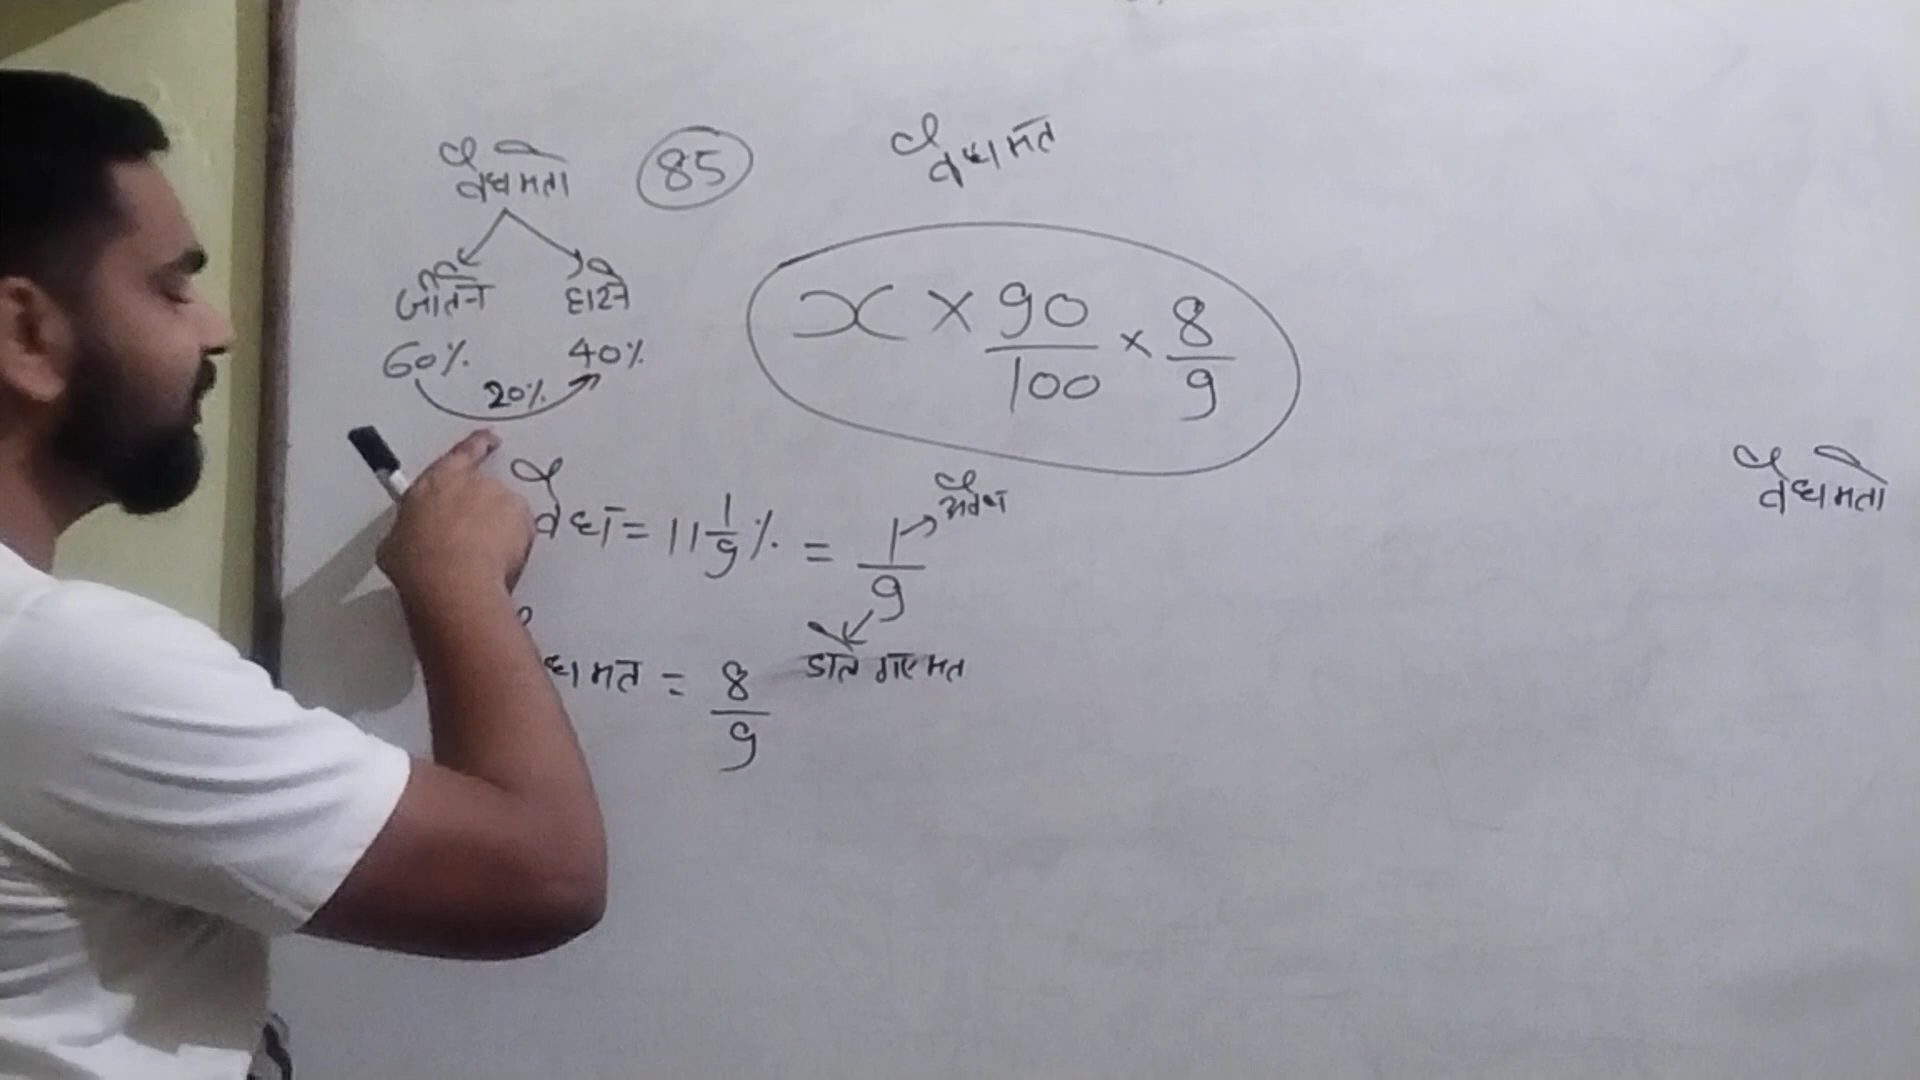 वैधमतो
85
वैधमत
जीतने
हारने
60%
40%
20%
x × 90/100 × 8/9
वैधमतो
वैधा = 11 1/9 % = 1/9
अवैध
डाले गए मत
धमत = 8/9